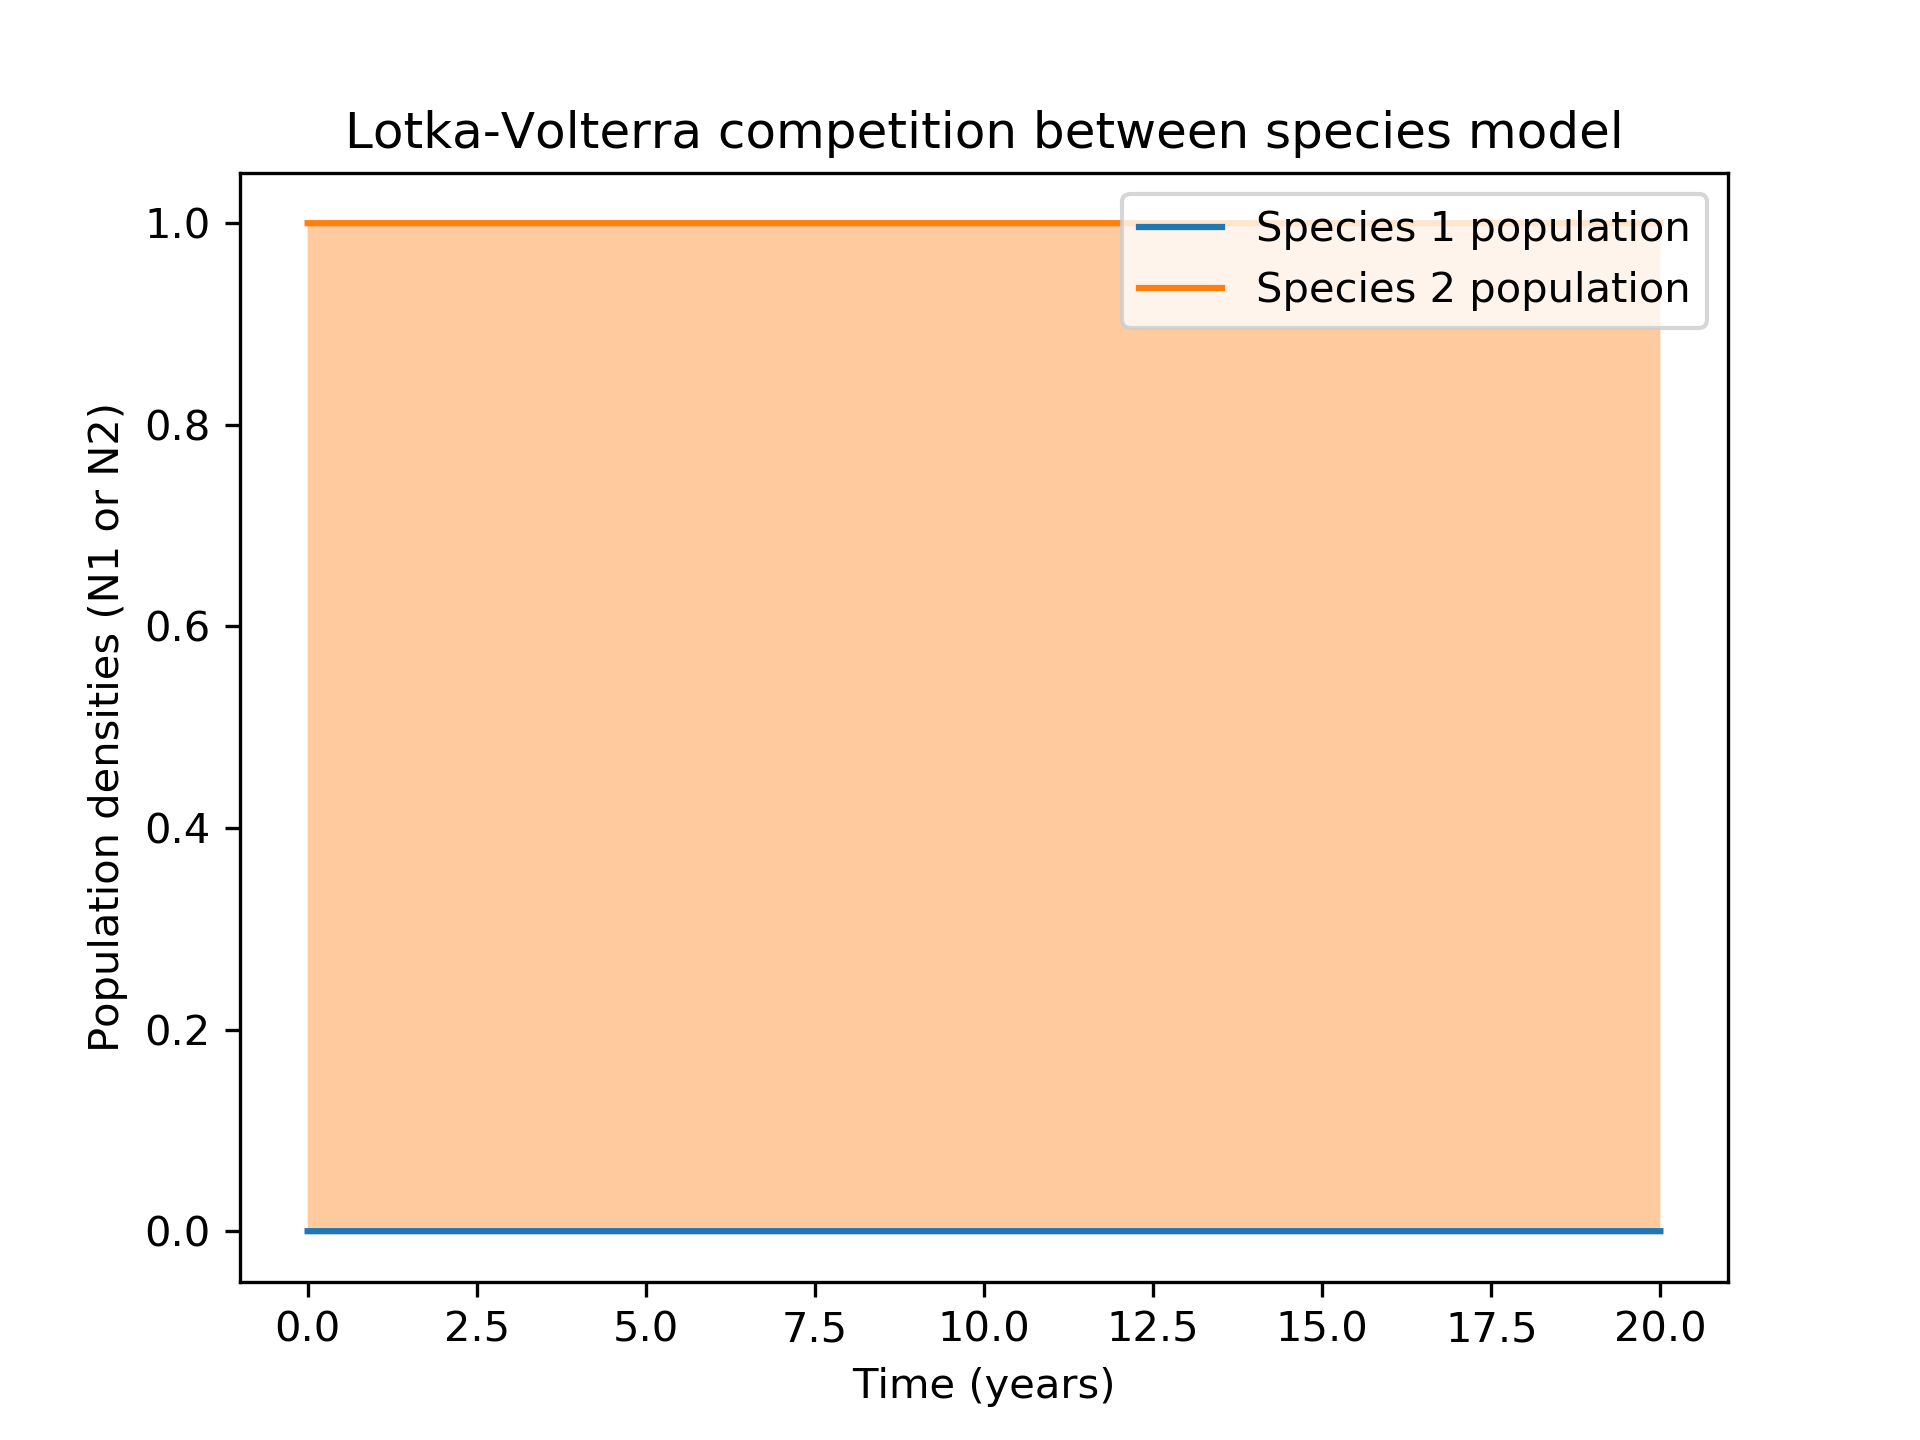 Lotka-Volterra competition between species model
Species 1 population
Species 2 population
Population densities (N1 or N2)
1.0
0.8
0.6
0.4
0.2
0.0
0.0 2.5 5.0 7.5 10.0 12.5 15.0 17.5 20.0
Time (years)